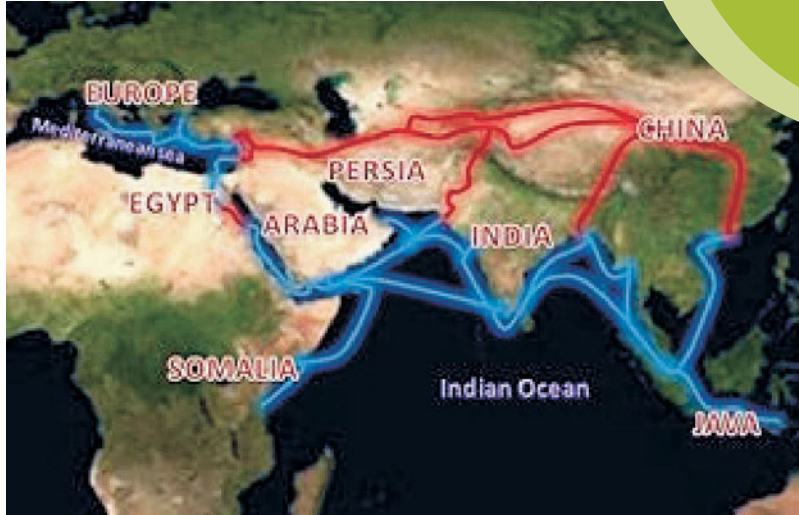 EUROPE
Mediterranean sea
CHINA
PERSIA
EGYPT
ARABIA
INDIA
SOMALIA
Indian Ocean
JAVA